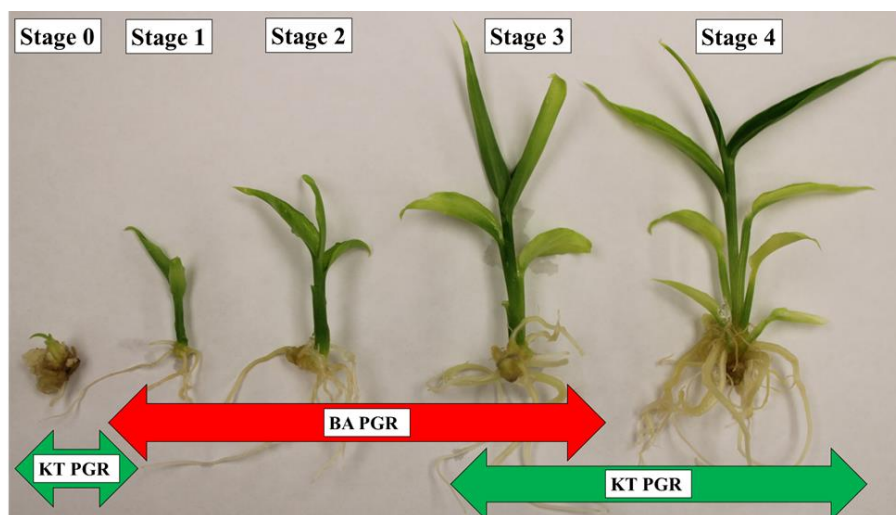 Stage 0
Stage 1
Stage 2
Stage 3
Stage 4
BA PGR
KT PGR
KT PGR